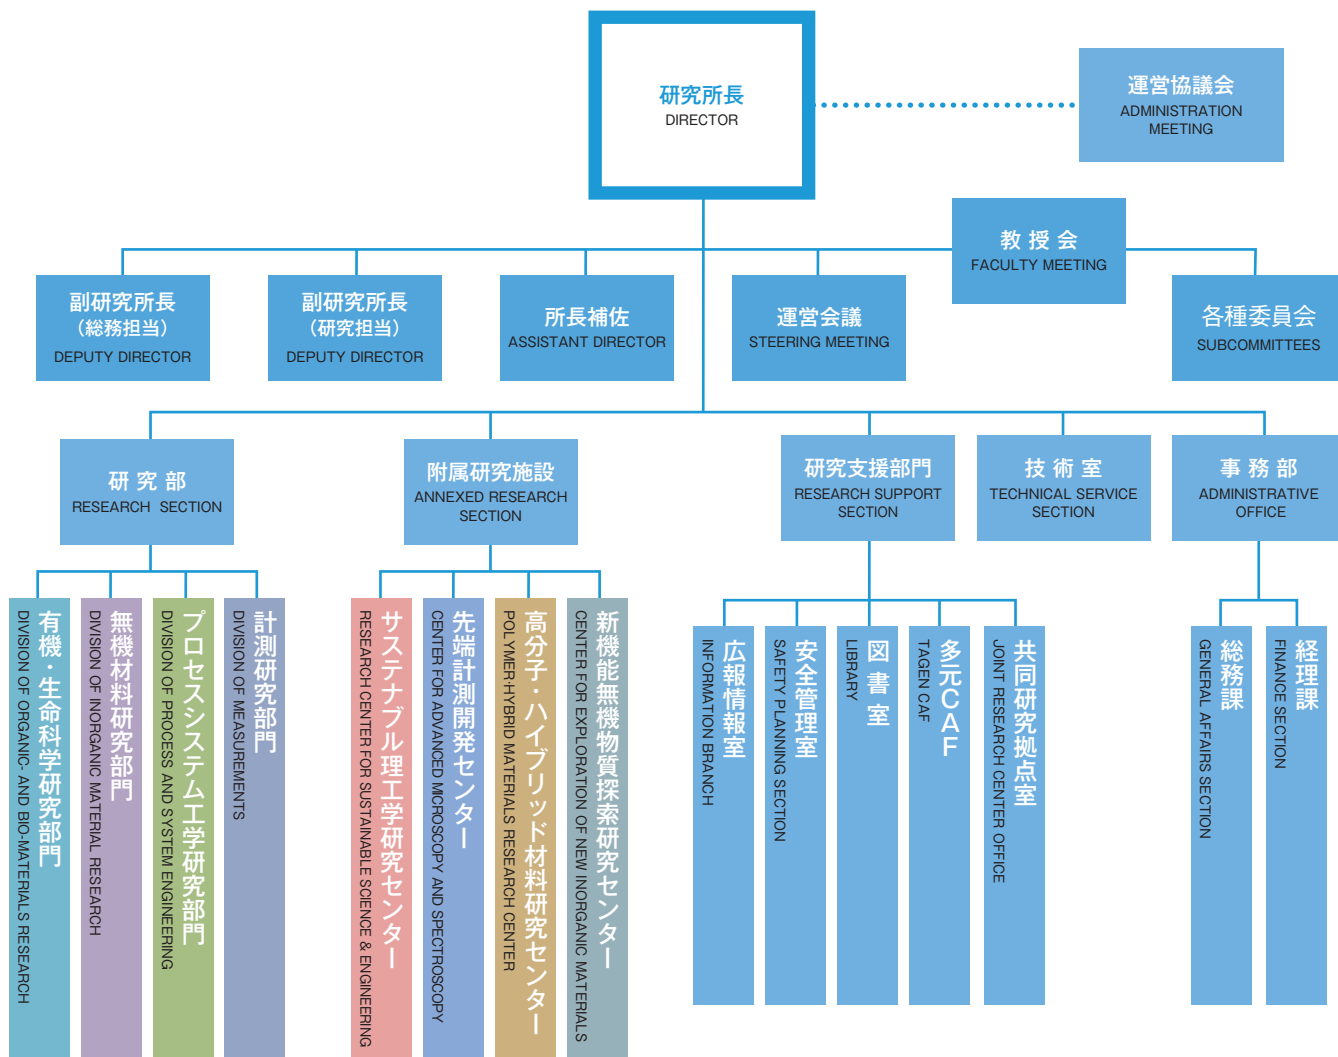 研究所長
DIRECTOR
運営協議会
ADMINISTRATION
MEETING
教授会
FACULTY MEETING
副研究所長
（総務担当）
DEPUTY DIRECTOR
副研究所長
（研究担当）
DEPUTY DIRECTOR
所長補佐
ASSISTANT DIRECTOR
運営会議
STEERING MEETING
各種委員会
SUBCOMMITTEES
研究部
RESEARCH SECTION
附属研究施設
ANNEXED RESEARCH
SECTION
研究支援部門
RESEARCH SUPPORT
SECTION
技術室
TECHNICAL SERVICE
SECTION
事務部
ADMINISTRATIVE
OFFICE
有機・生命科学研究部門
DIVISION OF ORGANIC- AND BIO-MATERIALS RESEARCH
無機材料研究部門
DIVISION OF INORGANIC MATERIAL RESEARCH
プロセスシステム工学研究部門
DIVISION OF PROCESS AND SYSTEM ENGINEERING
計測研究部門
DIVISION OF MEASUREMENTS
サステナブル理工学研究センター
RESEARCH CENTER FOR SUSTAINABLE SCIENCE & ENGINEERING
先端計測開発センター
CENTER FOR ADVANCED MICROSCOPY AND SPECTROSCOPY
高分子・ハイブリッド材料研究センター
POLYMER·HYBRID MATERIALS RESEARCH CENTER
新機能無機物質探索研究センター
CENTER FOR EXPLORATION OF NEW INORGANIC MATERIALS
広報情報室
INFORMATION BRANCH
安全管理室
SAFETY PLANNING SECTION
図書室
LIBRARY
多元CAF
TAGEN CAF
共同研究拠点室
JOINT RESEARCH CENTER OFFICE
総務課
GENERAL AFFAIRS SECTION
経理課
FINANCE SECTION